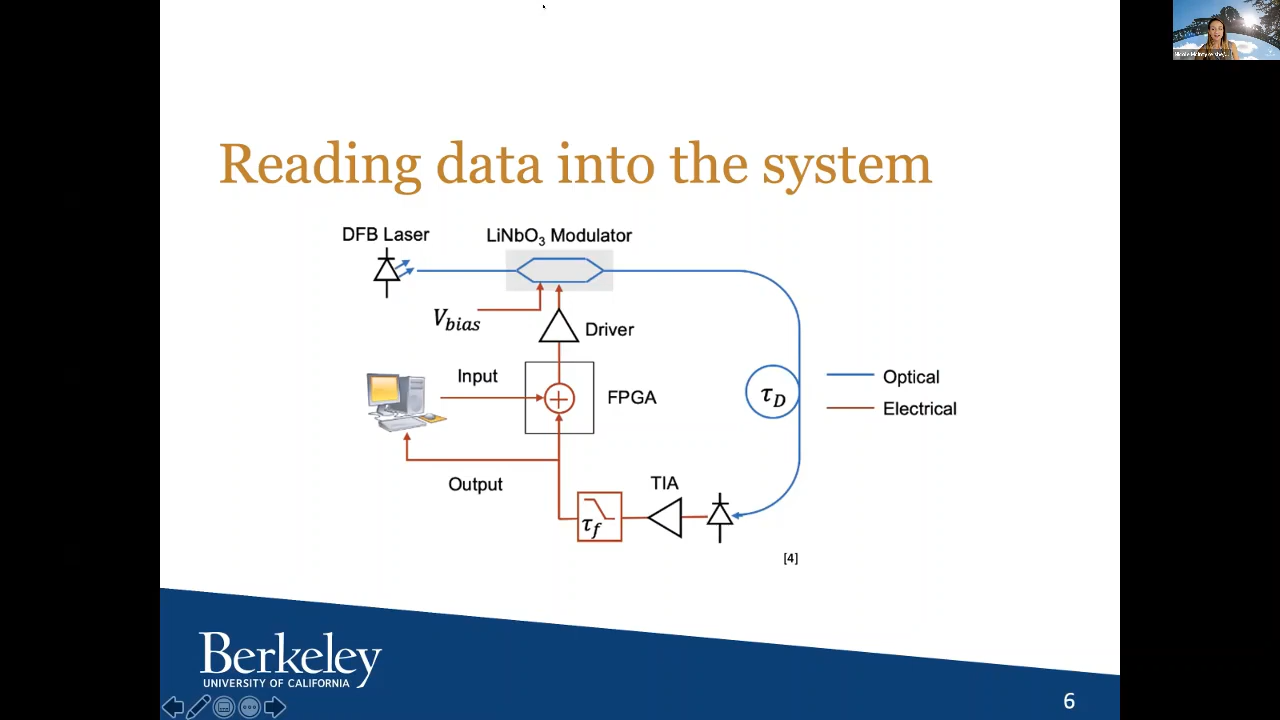 Reading data into the system
DFB Laser
LiNbO₃ Modulator
V_bias
Driver
Input
FPGA
+
τ_D
Optical
Electrical
Output
TIA
τ_f
[4]
Berkeley
UNIVERSITY OF CALIFORNIA
6